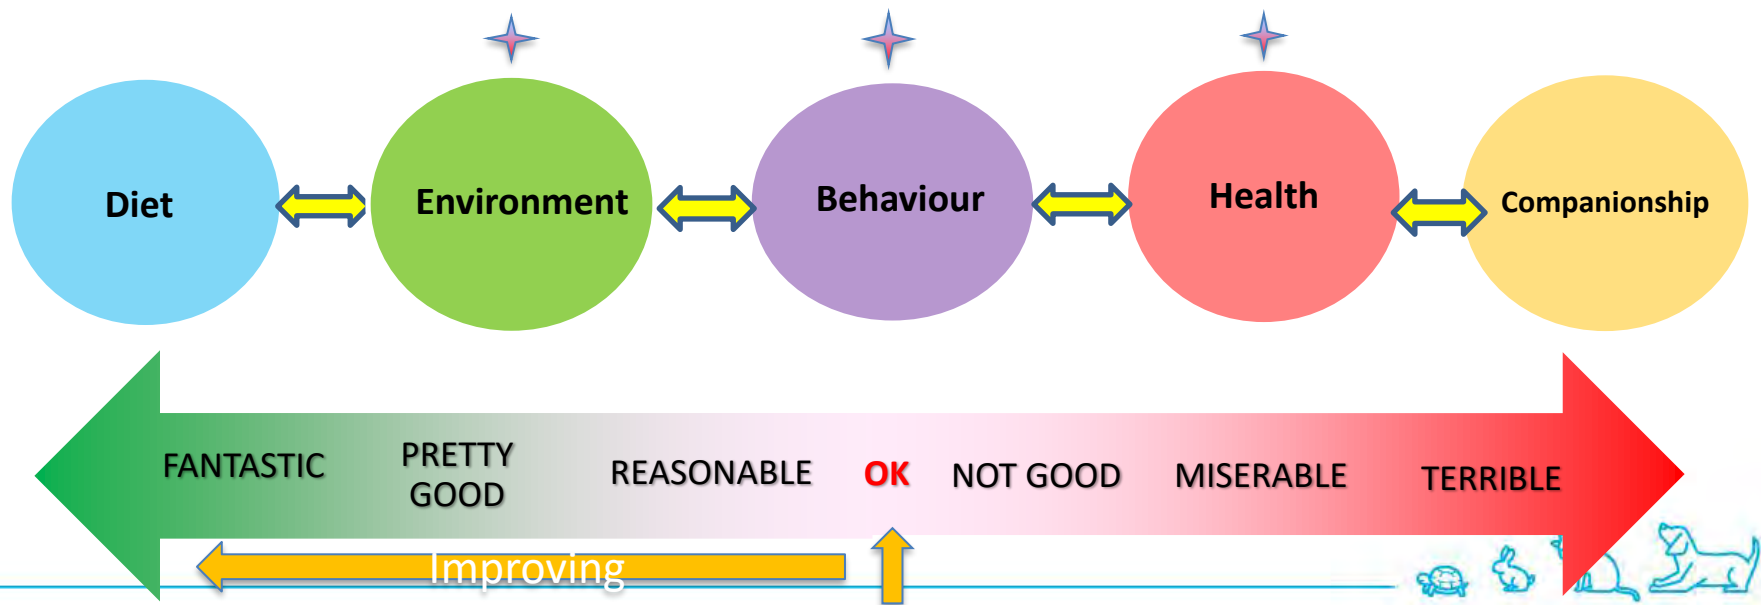 Diet
Environment
Behaviour
Health
Companionship
FANTASTIC
PRETTY
GOOD
REASONABLE
OK
NOT GOOD
MISERABLE
TERRIBLE
Improving